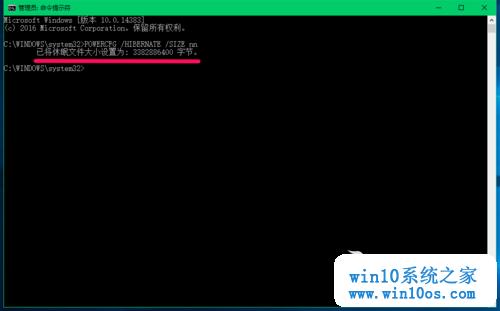 管理员: 命令提示符
Microsoft Windows [版本 10.0.14383]
(c) 2016 Microsoft Corporation。保留所有权利。
C:\WINDOWS\system32>POWERCFG /HIBERNATE /SIZE nn
已将休眠文件大小设置为: 3382886400 字节。
C:\WINDOWS\system32>
win10系统之家
www.win10os.com